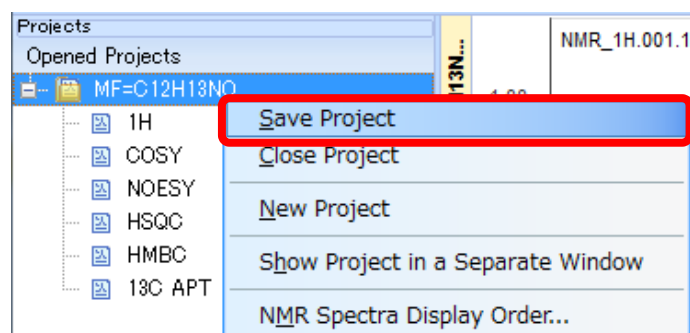 Projects
Opened Projects
MF=C12H13NO
1H
COSY
NOESY
HSQC
HMBC
13C APT
H13N...
NMR_1H.001.1
Save Project
Close Project
New Project
Show Project in a Separate Window
NMR Spectra Display Order...